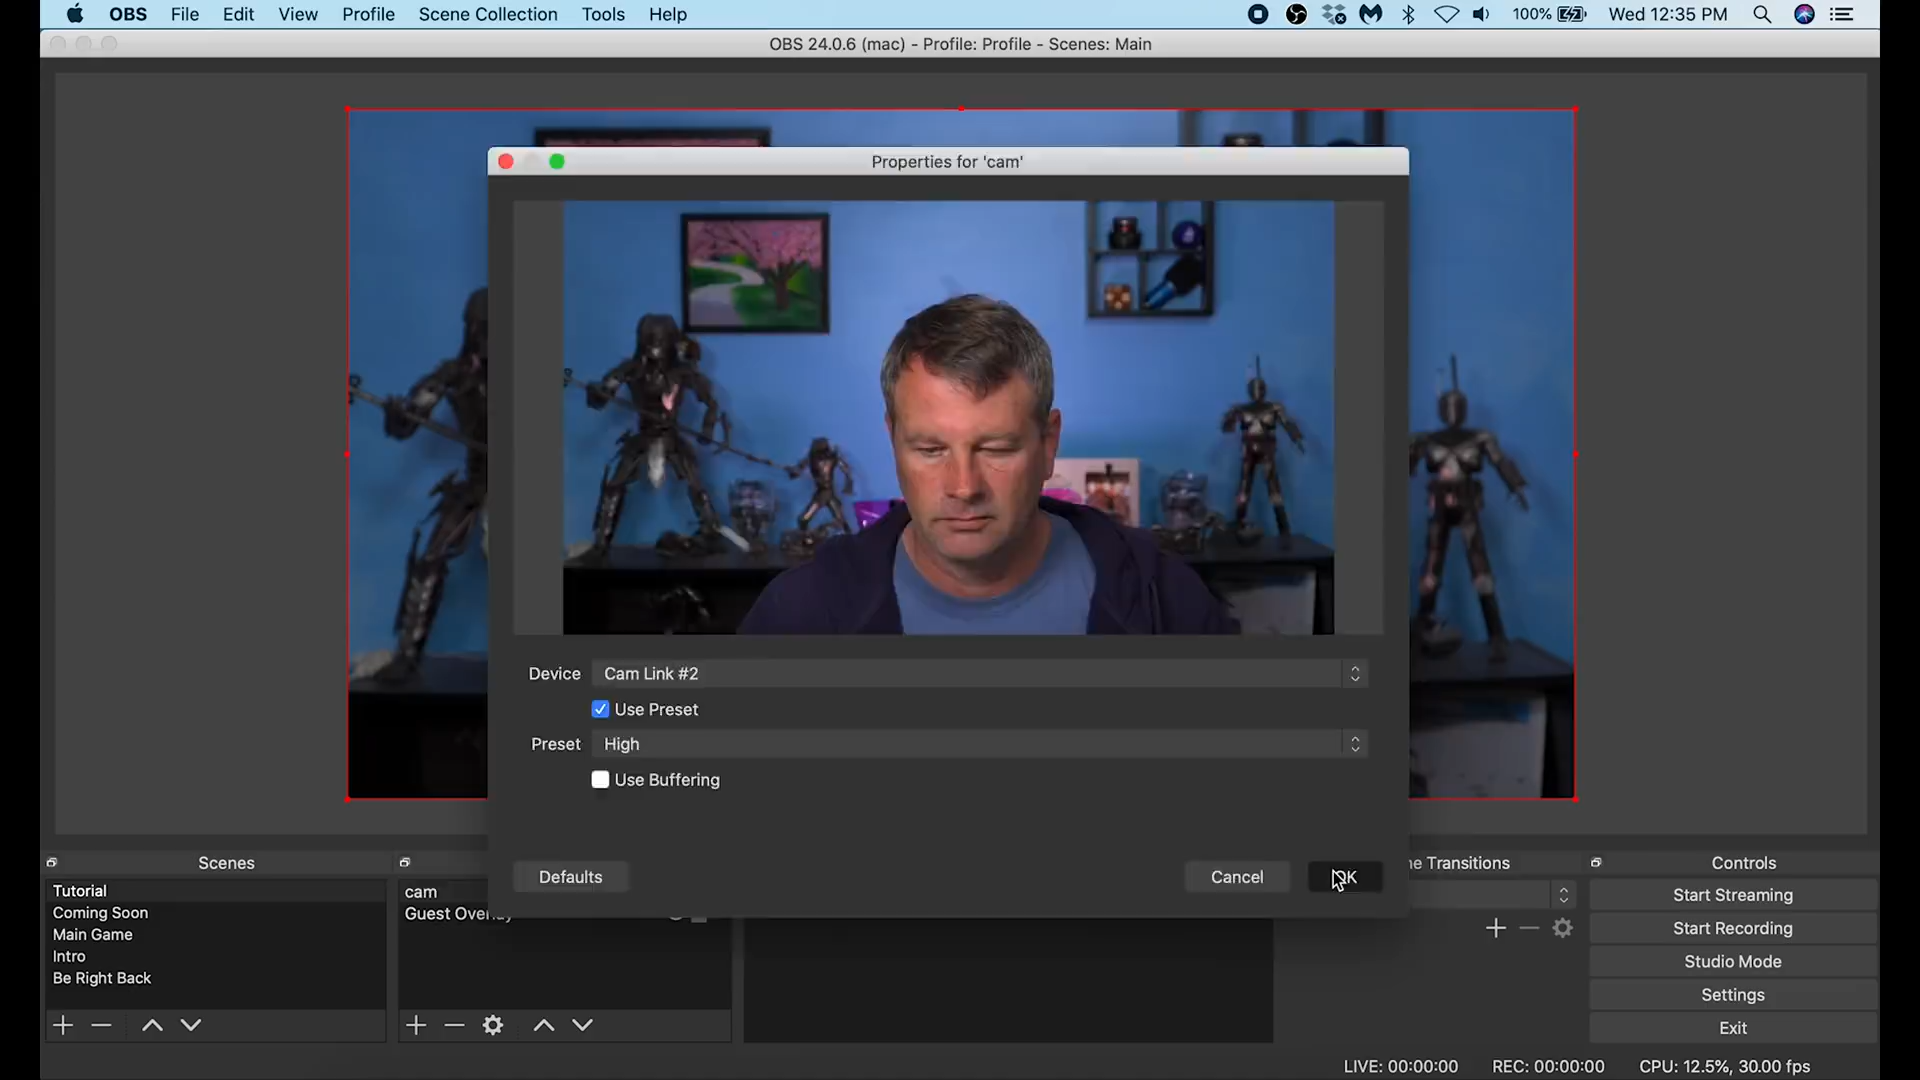 OBS File Edit View Profile Scene Collection Tools Help 100% Wed 12:35 PM
OBS 24.0.6 (mac) - Profile: Profile - Scenes: Main
Properties for 'cam'
Device Cam Link #2
Use Preset
Preset High
Use Buffering
Defaults Cancel OK
Scenes
Tutorial
Coming Soon
Main Game
Intro
Be Right Back
cam
Guest Overlay
ne Transitions
Controls
Start Streaming
Start Recording
Studio Mode
Settings
Exit
LIVE: 00:00:00 REC: 00:00:00 CPU: 12.5%, 30.00 fps